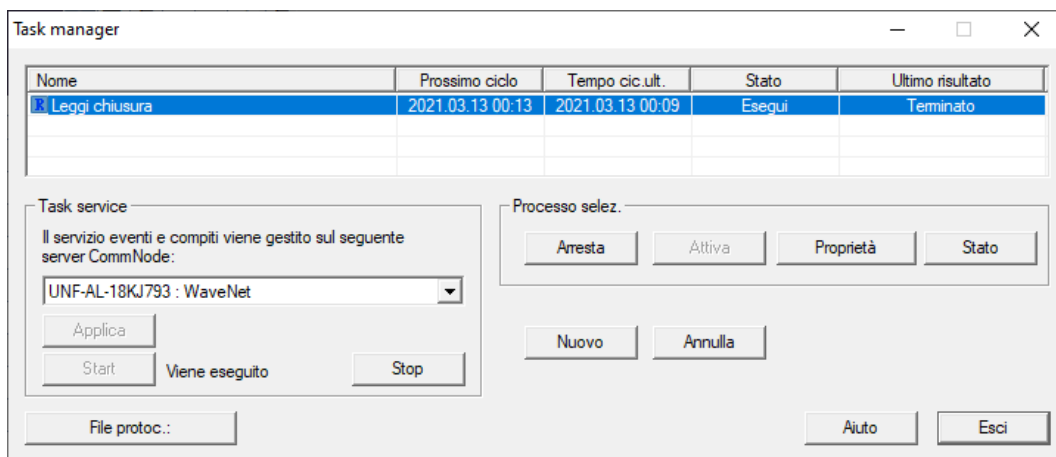 Task manager
Nome Prossimo ciclo Tempo cic.ult. Stato Ultimo risultato
R Leggi chiusura 2021.03.13 00:13 2021.03.13 00:09 Esegui Terminato
Task service
Il servizio eventi e compiti viene gestito sul seguente
server CommNode:
UNF-AL-18KJ793 : WaveNet
Applica
Start Viene eseguito Stop
File protoc.:
Processo selez.
Arresta Attiva Proprietà Stato
Nuovo Annulla
Aiuto Esci